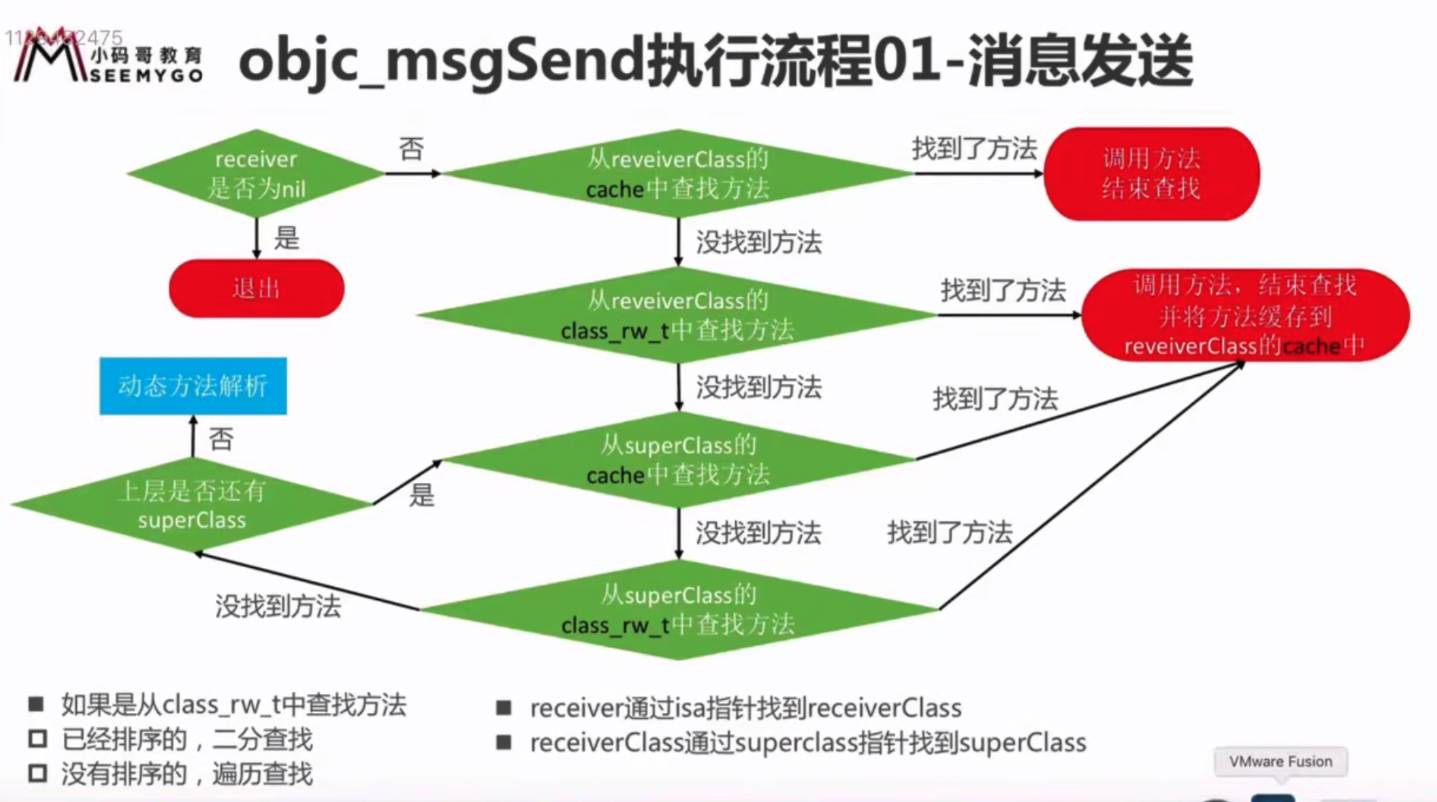 1129482475
小码哥教育
SEEMYGO
objc_msgSend执行流程01-消息发送
receiver
是否为nil
否
从reveiverClass的
cache中查找方法
找到了方法
调用方法
结束查找
是
没找到方法
退出
从reveiverClass的
class_rw_t中查找方法
找到了方法
调用方法，结束查找
并将方法缓存到
reveiverClass的cache中
动态方法解析
没找到方法
否
从superClass的
cache中查找方法
找到了方法
上层是否还有
superClass
是
没找到方法
找到了方法
没找到方法
从superClass的
class_rw_t中查找方法
如果是从class_rw_t中查找方法
已经排序的，二分查找
没有排序的，遍历查找
receiver通过isa指针找到receiverClass
receiverClass通过superclass指针找到superClass
VMware Fusion